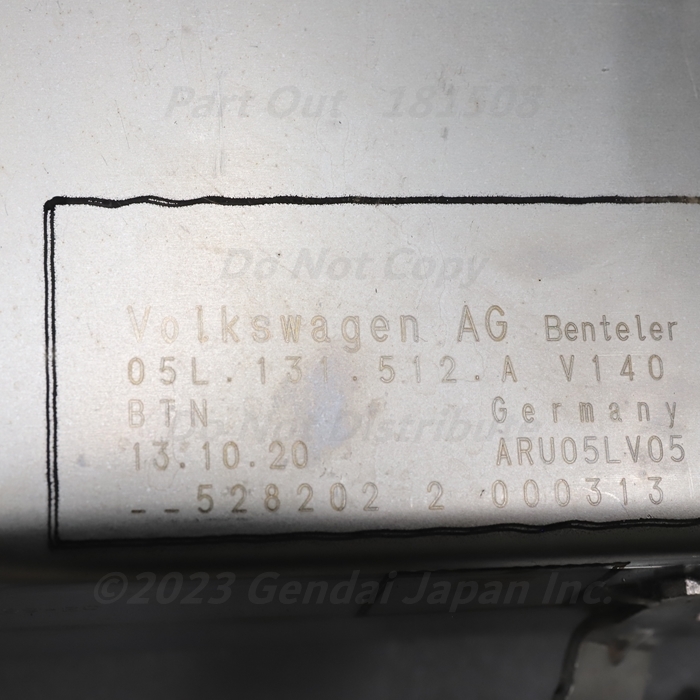 Part Out 181508
Do Not Copy
Volkswagen AG Benteler
05L.131.512.A V140
BTN Germany
Do Not Distribute
13.10.20 ARU05LV05
__528202 2 000313
©2023 Gendai Japan Inc.